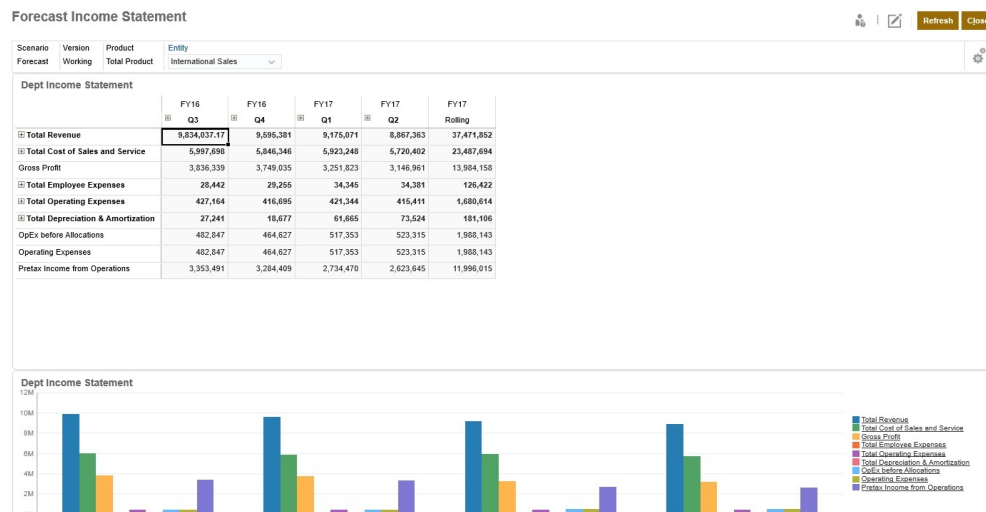 Forecast Income Statement
Refresh Close
Scenario Version Product Entity
Forecast Working Total Product International Sales
Dept Income Statement
FY16 FY16 FY17 FY17 FY17
Q3 Q4 Q1 Q2 Rolling
Total Revenue 9,834,037.17 9,595,381 9,175,071 8,867,363 37,471,852
Total Cost of Sales and Service 5,997,698 5,846,346 5,923,248 5,720,402 23,487,694
Gross Profit 3,836,339 3,749,035 3,251,823 3,146,961 13,984,158
Total Employee Expenses 28,442 29,255 34,345 34,381 126,422
Total Operating Expenses 427,164 416,695 421,344 415,411 1,680,614
Total Depreciation & Amortization 27,241 18,677 61,665 73,524 181,106
OpEx before Allocations 482,847 464,627 517,353 523,315 1,988,143
Operating Expenses 482,847 464,627 517,353 523,315 1,988,143
Pretax Income from Operations 3,353,491 3,284,409 2,734,470 2,623,645 11,996,015
Dept Income Statement
12M
10M
8M
6M
4M
2M
Total Revenue
Total Cost of Sales and Service
Gross Profit
Total Employee Expenses
Total Operating Expenses
Total Depreciation & Amortization
OpEx before Allocations
Operating Expenses
Pretax Income from Operations